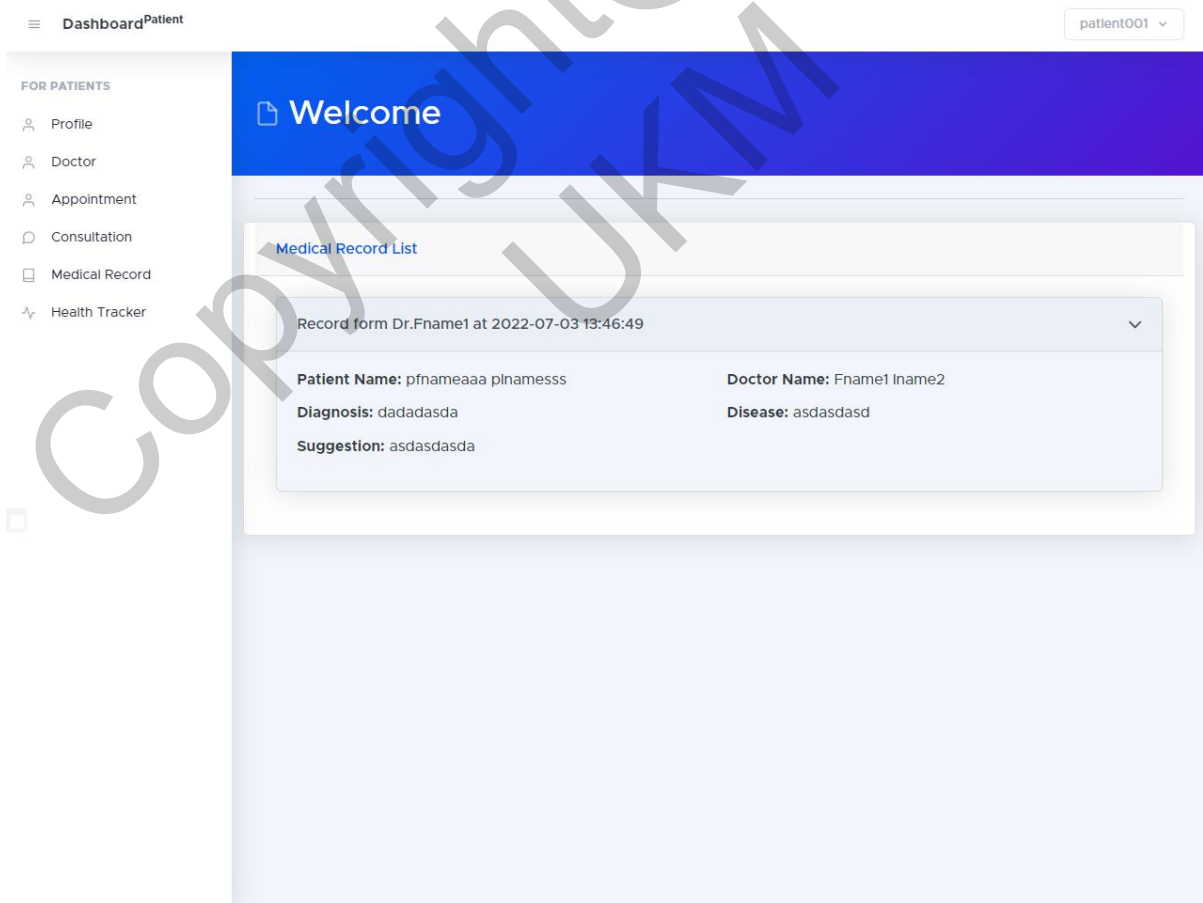 DashboardPatient
patient001
FOR PATIENTS
Profile
Doctor
Appointment
Consultation
Medical Record
Health Tracker
Welcome
Medical Record List
Record form Dr.Fname1 at 2022-07-03 13:46:49
Patient Name: pfnameaaa plnamesss
Doctor Name: Fname1 lname2
Diagnosis: dadadasda
Disease: asdasdasd
Suggestion: asdasdasda
Copyright
UKM